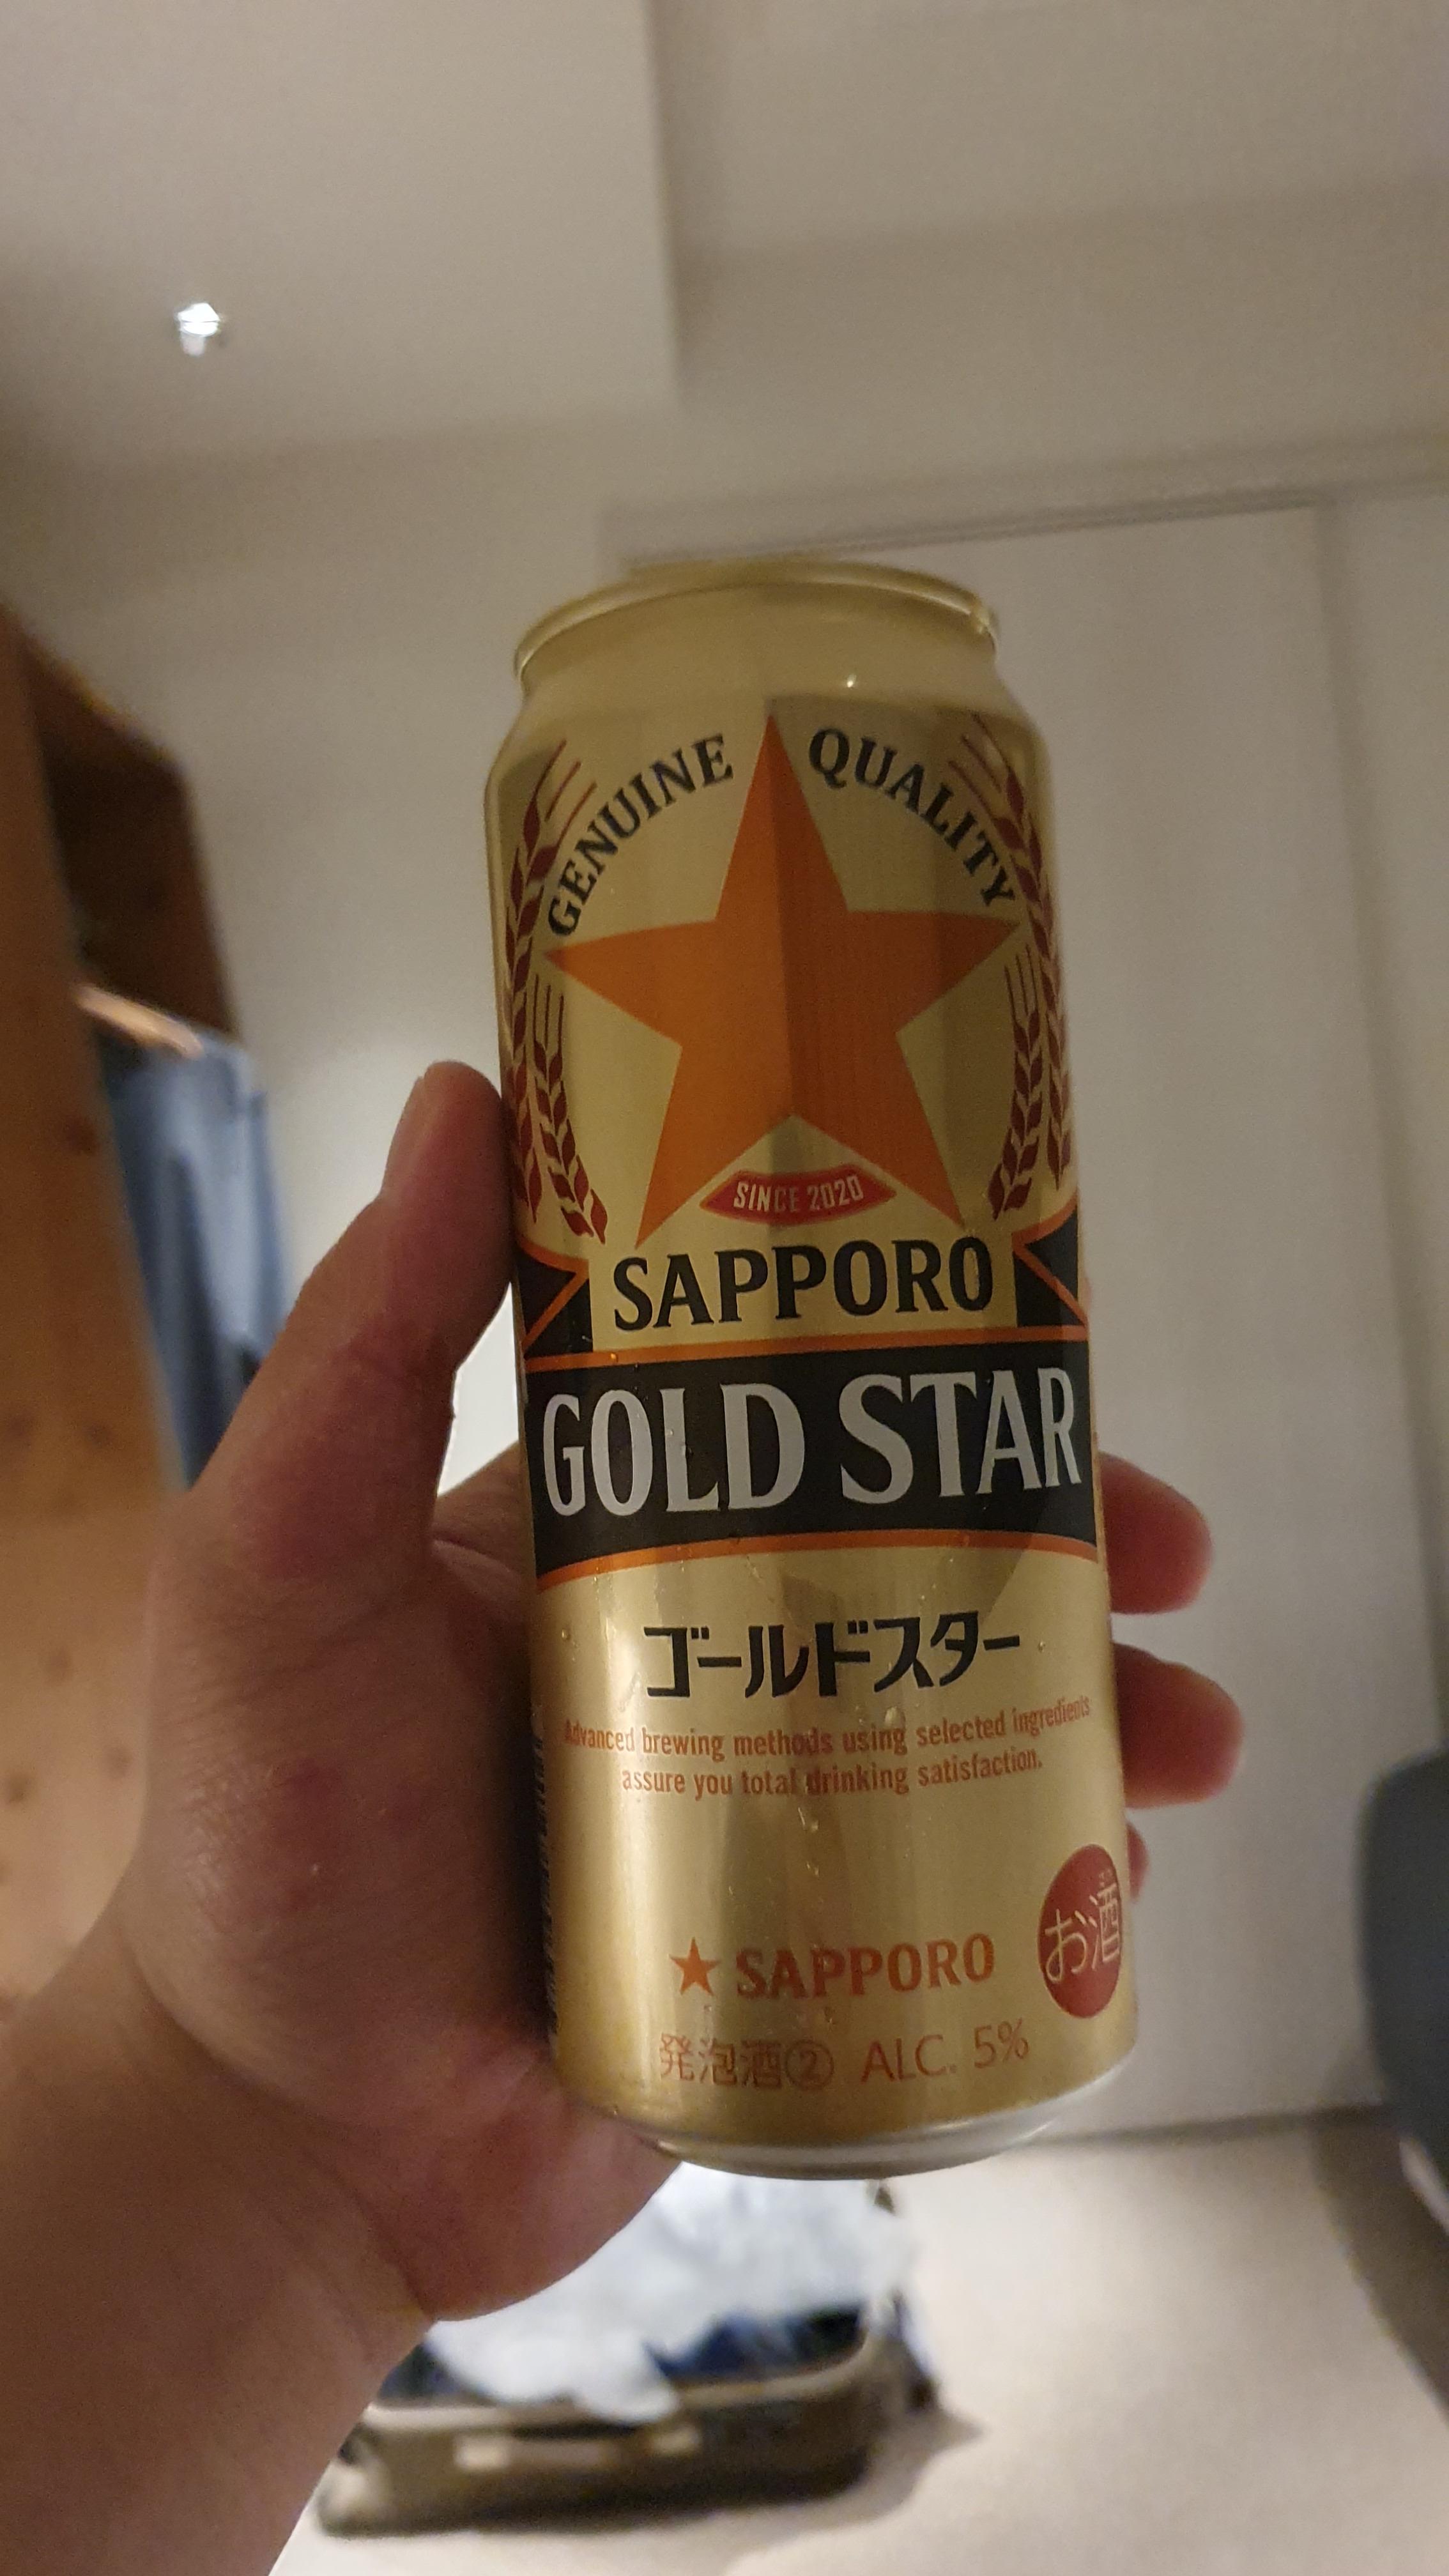 GENUINE QUALITY
SINCE 2020
SAPPORO
GOLD STAR
ゴールドスター
Advanced brewing methods using selected ingredients
assure you total drinking satisfaction.
お酒
SAPPORO
発泡酒② ALC. 5%